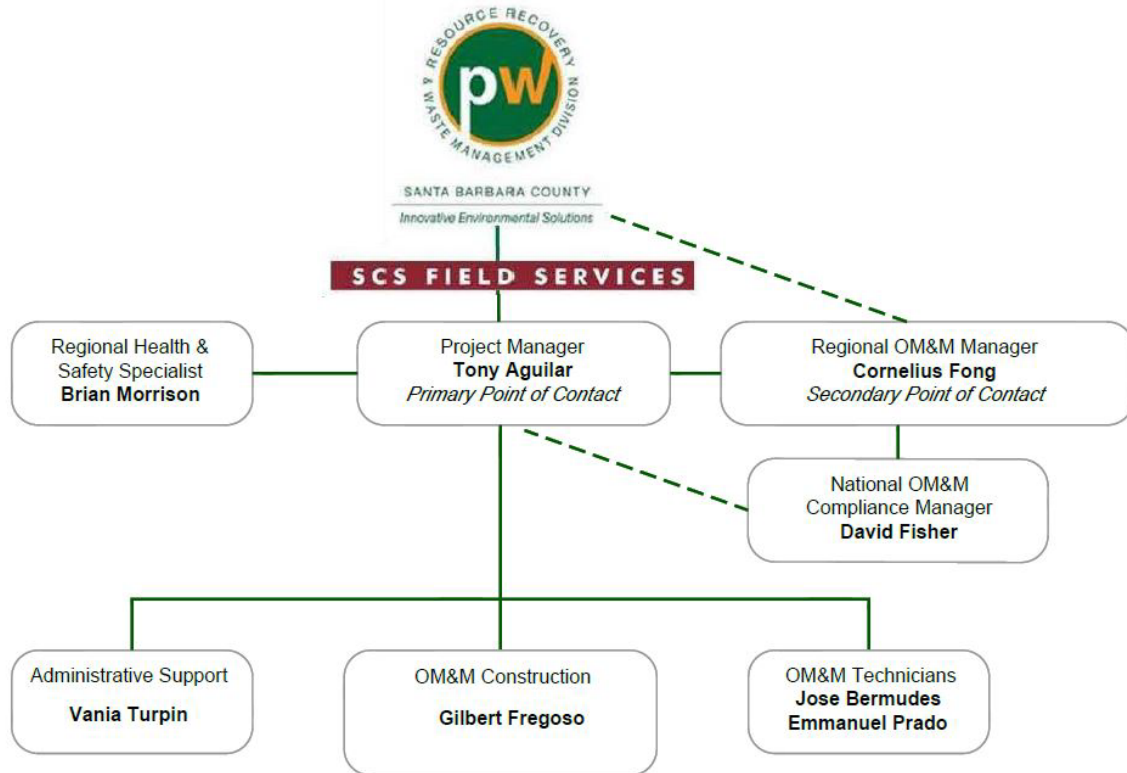 RESOURCE RECOVERY
& WASTE MANAGEMENT DIVISION
pw
SANTA BARBARA COUNTY
Innovative Environmental Solutions
SCS FIELD SERVICES
Regional Health &
Safety Specialist
Brian Morrison
Project Manager
Tony Aguilar
Primary Point of Contact
Regional OM&M Manager
Cornelius Fong
Secondary Point of Contact
National OM&M
Compliance Manager
David Fisher
Administrative Support
Vania Turpin
OM&M Construction
Gilbert Fregoso
OM&M Technicians
Jose Bermudes
Emmanuel Prado